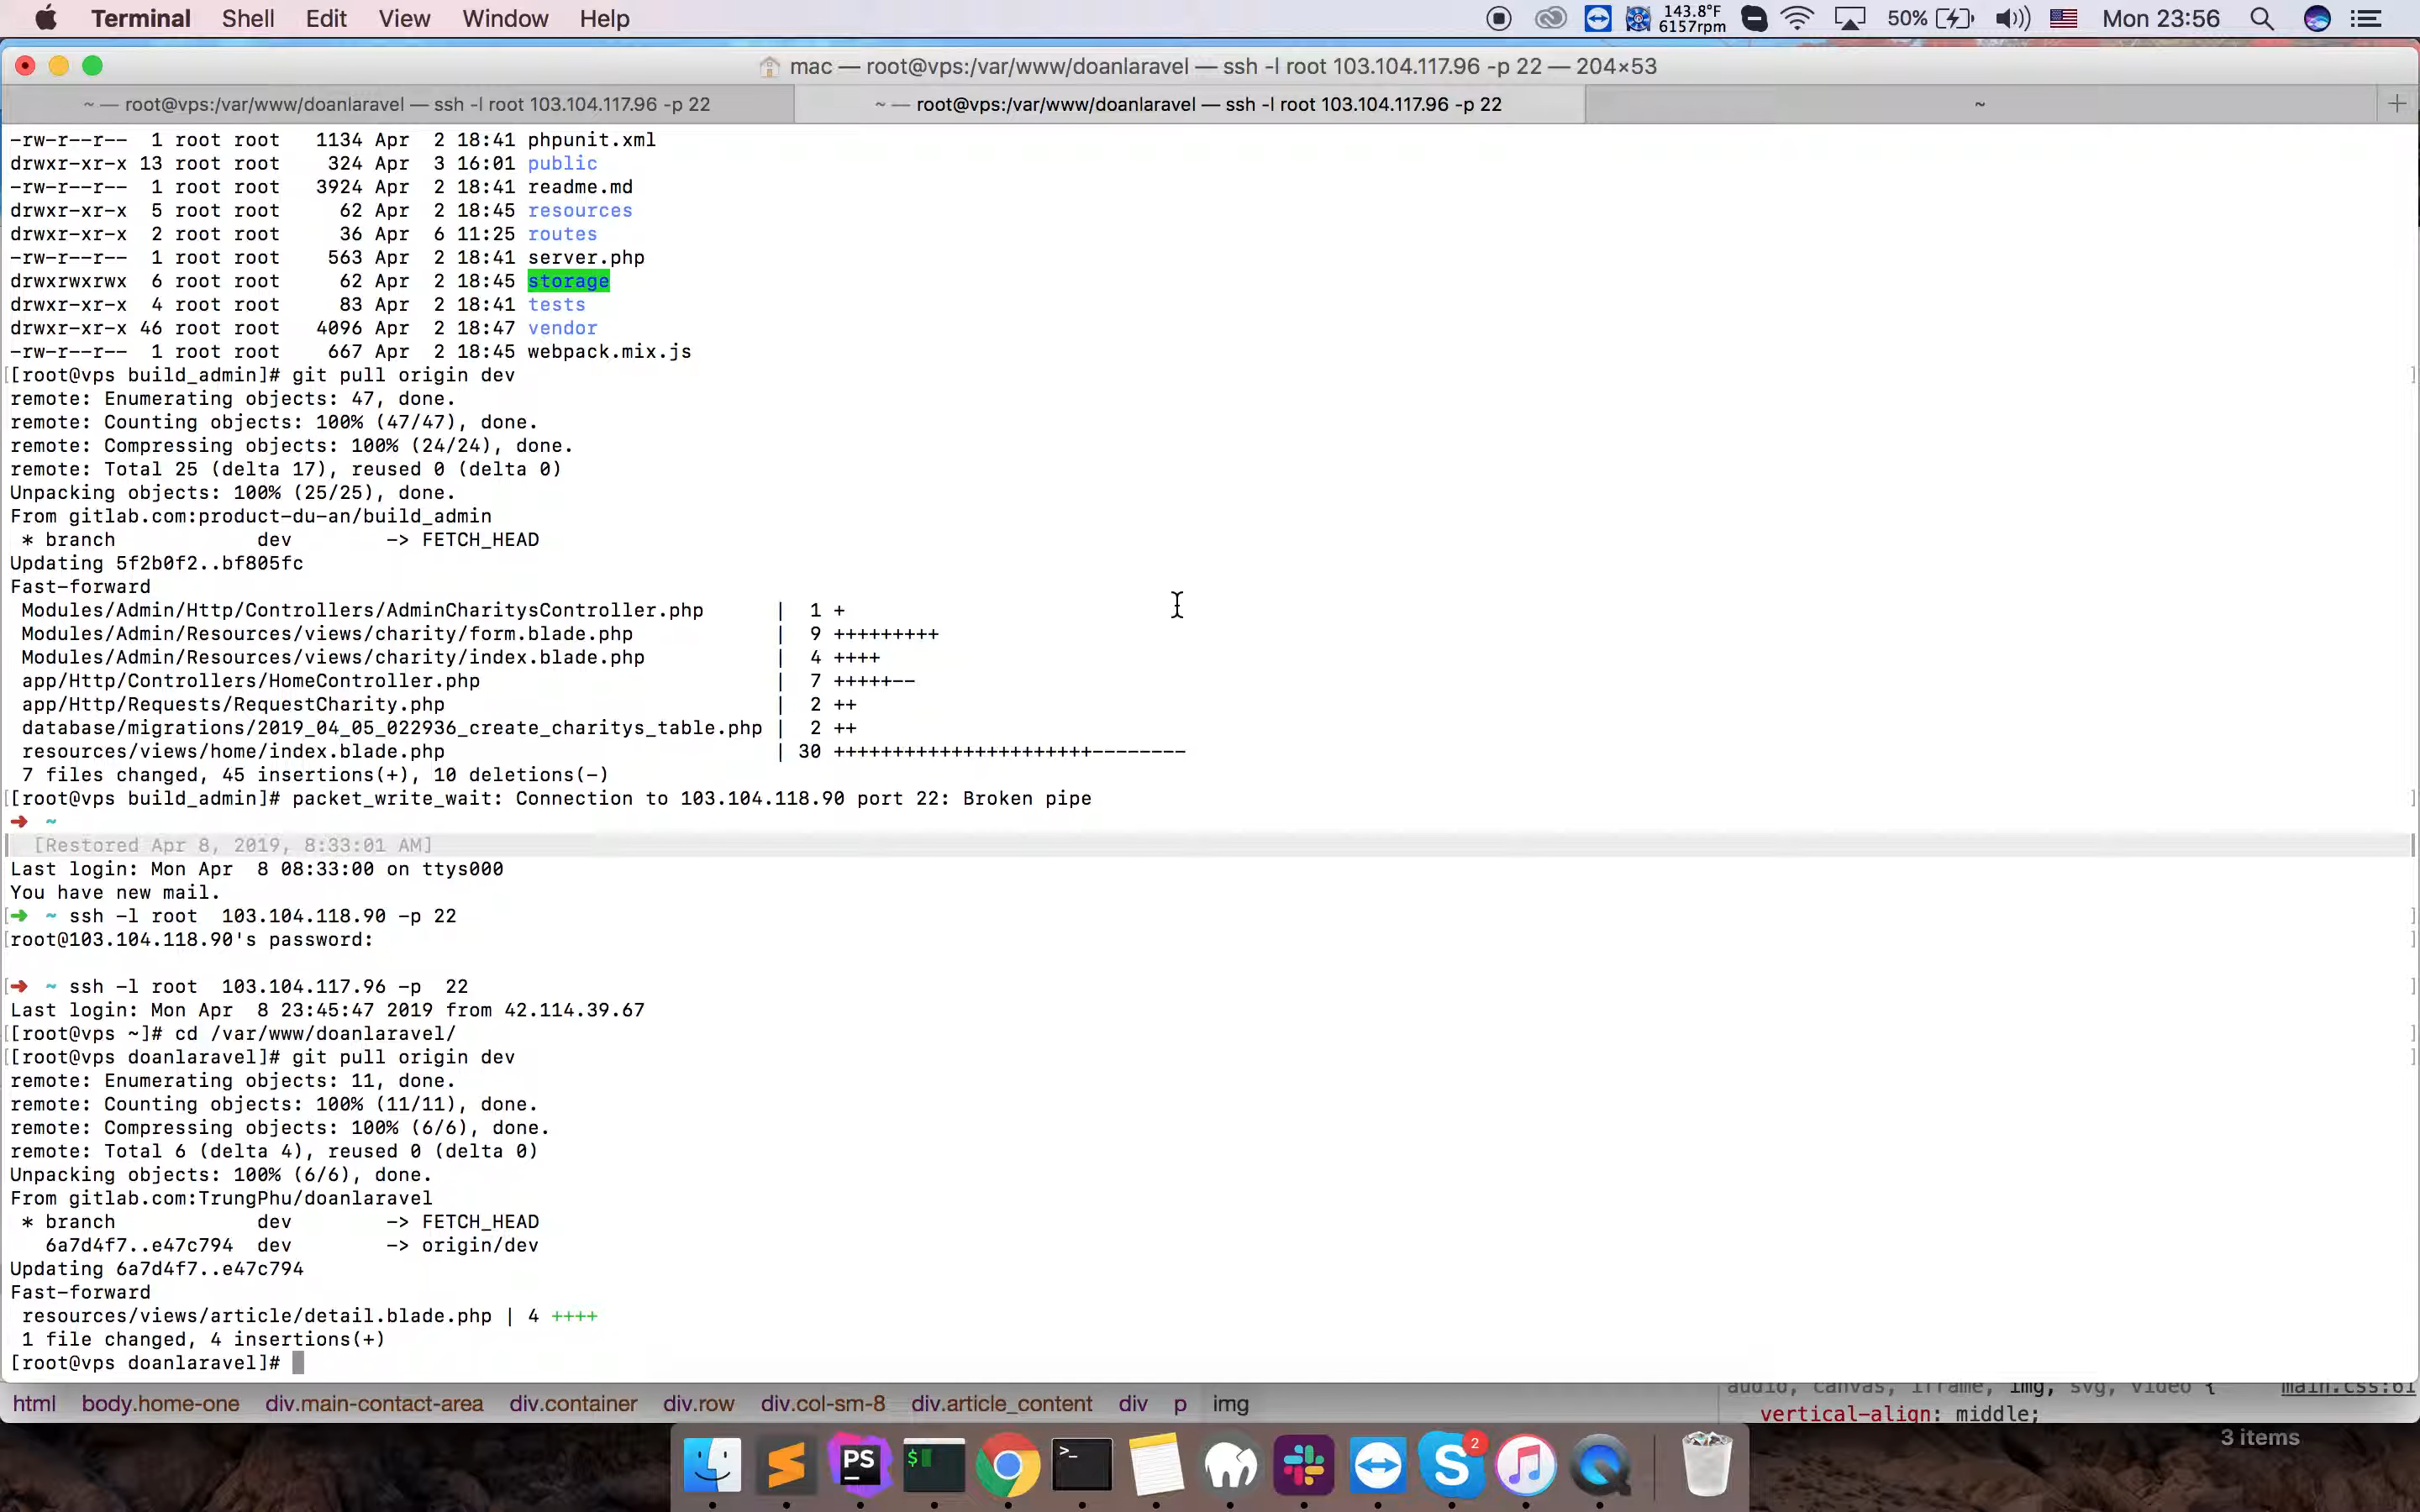 Terminal Shell Edit View Window Help 143.8°F 6157rpm 50% Mon 23:56
mac — root@vps:/var/www/doanlaravel — ssh -l root 103.104.117.96 -p 22 — 204×53
~ — root@vps:/var/www/doanlaravel — ssh -l root 103.104.117.96 -p 22 ~ — root@vps:/var/www/doanlaravel — ssh -l root 103.104.117.96 -p 22 ~ +
-rw-r--r--  1 root root   1134 Apr  2 18:41 phpunit.xml
drwxr-xr-x 13 root root    324 Apr  3 16:01 public
-rw-r--r--  1 root root   3924 Apr  2 18:41 readme.md
drwxr-xr-x  5 root root     62 Apr  2 18:45 resources
drwxr-xr-x  2 root root     36 Apr  6 11:25 routes
-rw-r--r--  1 root root    563 Apr  2 18:41 server.php
drwxrwxrwx  6 root root     62 Apr  2 18:45 storage
drwxr-xr-x  4 root root     83 Apr  2 18:41 tests
drwxr-xr-x 46 root root   4096 Apr  2 18:47 vendor
-rw-r--r--  1 root root    667 Apr  2 18:45 webpack.mix.js
[[root@vps build_admin]# git pull origin dev ]
remote: Enumerating objects: 47, done.
remote: Counting objects: 100% (47/47), done.
remote: Compressing objects: 100% (24/24), done.
remote: Total 25 (delta 17), reused 0 (delta 0)
Unpacking objects: 100% (25/25), done.
From gitlab.com:product-du-an/build_admin
 * branch            dev        -> FETCH_HEAD
Updating 5f2b0f2..bf805fc
Fast-forward
 Modules/Admin/Http/Controllers/AdminCharitysController.php      |  1 +
 Modules/Admin/Resources/views/charity/form.blade.php            |  9 +++++++++
 Modules/Admin/Resources/views/charity/index.blade.php           |  4 ++++
 app/Http/Controllers/HomeController.php                         |  7 +++++--
 app/Http/Requests/RequestCharity.php                            |  2 ++
 database/migrations/2019_04_05_022936_create_charitys_table.php |  2 ++
 resources/views/home/index.blade.php                            | 30 ++++++++++++++++++++++--------
 7 files changed, 45 insertions(+), 10 deletions(-)
[[root@vps build_admin]# packet_write_wait: Connection to 103.104.118.90 port 22: Broken pipe ]
➜  ~
  [Restored Apr 8, 2019, 8:33:01 AM]
Last login: Mon Apr  8 08:33:00 on ttys000
You have new mail.
[➜  ~ ssh -l root  103.104.118.90 -p 22 ]
[root@103.104.118.90's password: ]
[➜  ~ ssh -l root  103.104.117.96 -p  22 ]
Last login: Mon Apr  8 23:45:47 2019 from 42.114.39.67
[[root@vps ~]# cd /var/www/doanlaravel/ ]
[[root@vps doanlaravel]# git pull origin dev ]
remote: Enumerating objects: 11, done.
remote: Counting objects: 100% (11/11), done.
remote: Compressing objects: 100% (6/6), done.
remote: Total 6 (delta 4), reused 0 (delta 0)
Unpacking objects: 100% (6/6), done.
From gitlab.com:TrungPhu/doanlaravel
 * branch            dev        -> FETCH_HEAD
   6a7d4f7..e47c794  dev        -> origin/dev
Updating 6a7d4f7..e47c794
Fast-forward
 resources/views/article/detail.blade.php | 4 ++++
 1 file changed, 4 insertions(+)
[root@vps doanlaravel]#
audio, canvas, iframe, img, svg, video { main.css:61
html body.home-one div.main-contact-area div.container div.row div.col-sm-8 div.article_content div p img
vertical-align: middle;
3 items
PS $ >_ S 2